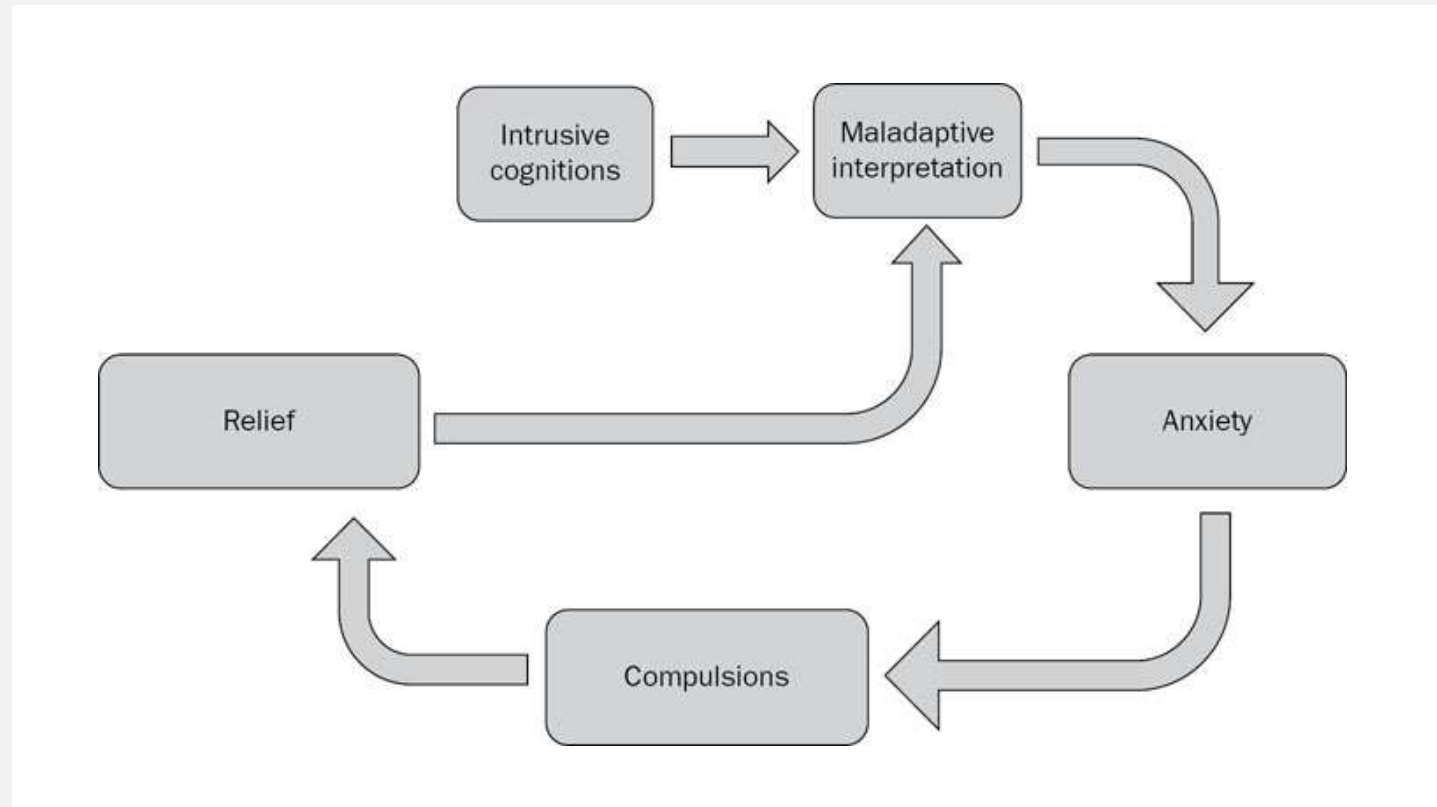 Intrusive
cognitions
Maladaptive
interpretation
Relief
Anxiety
Compulsions